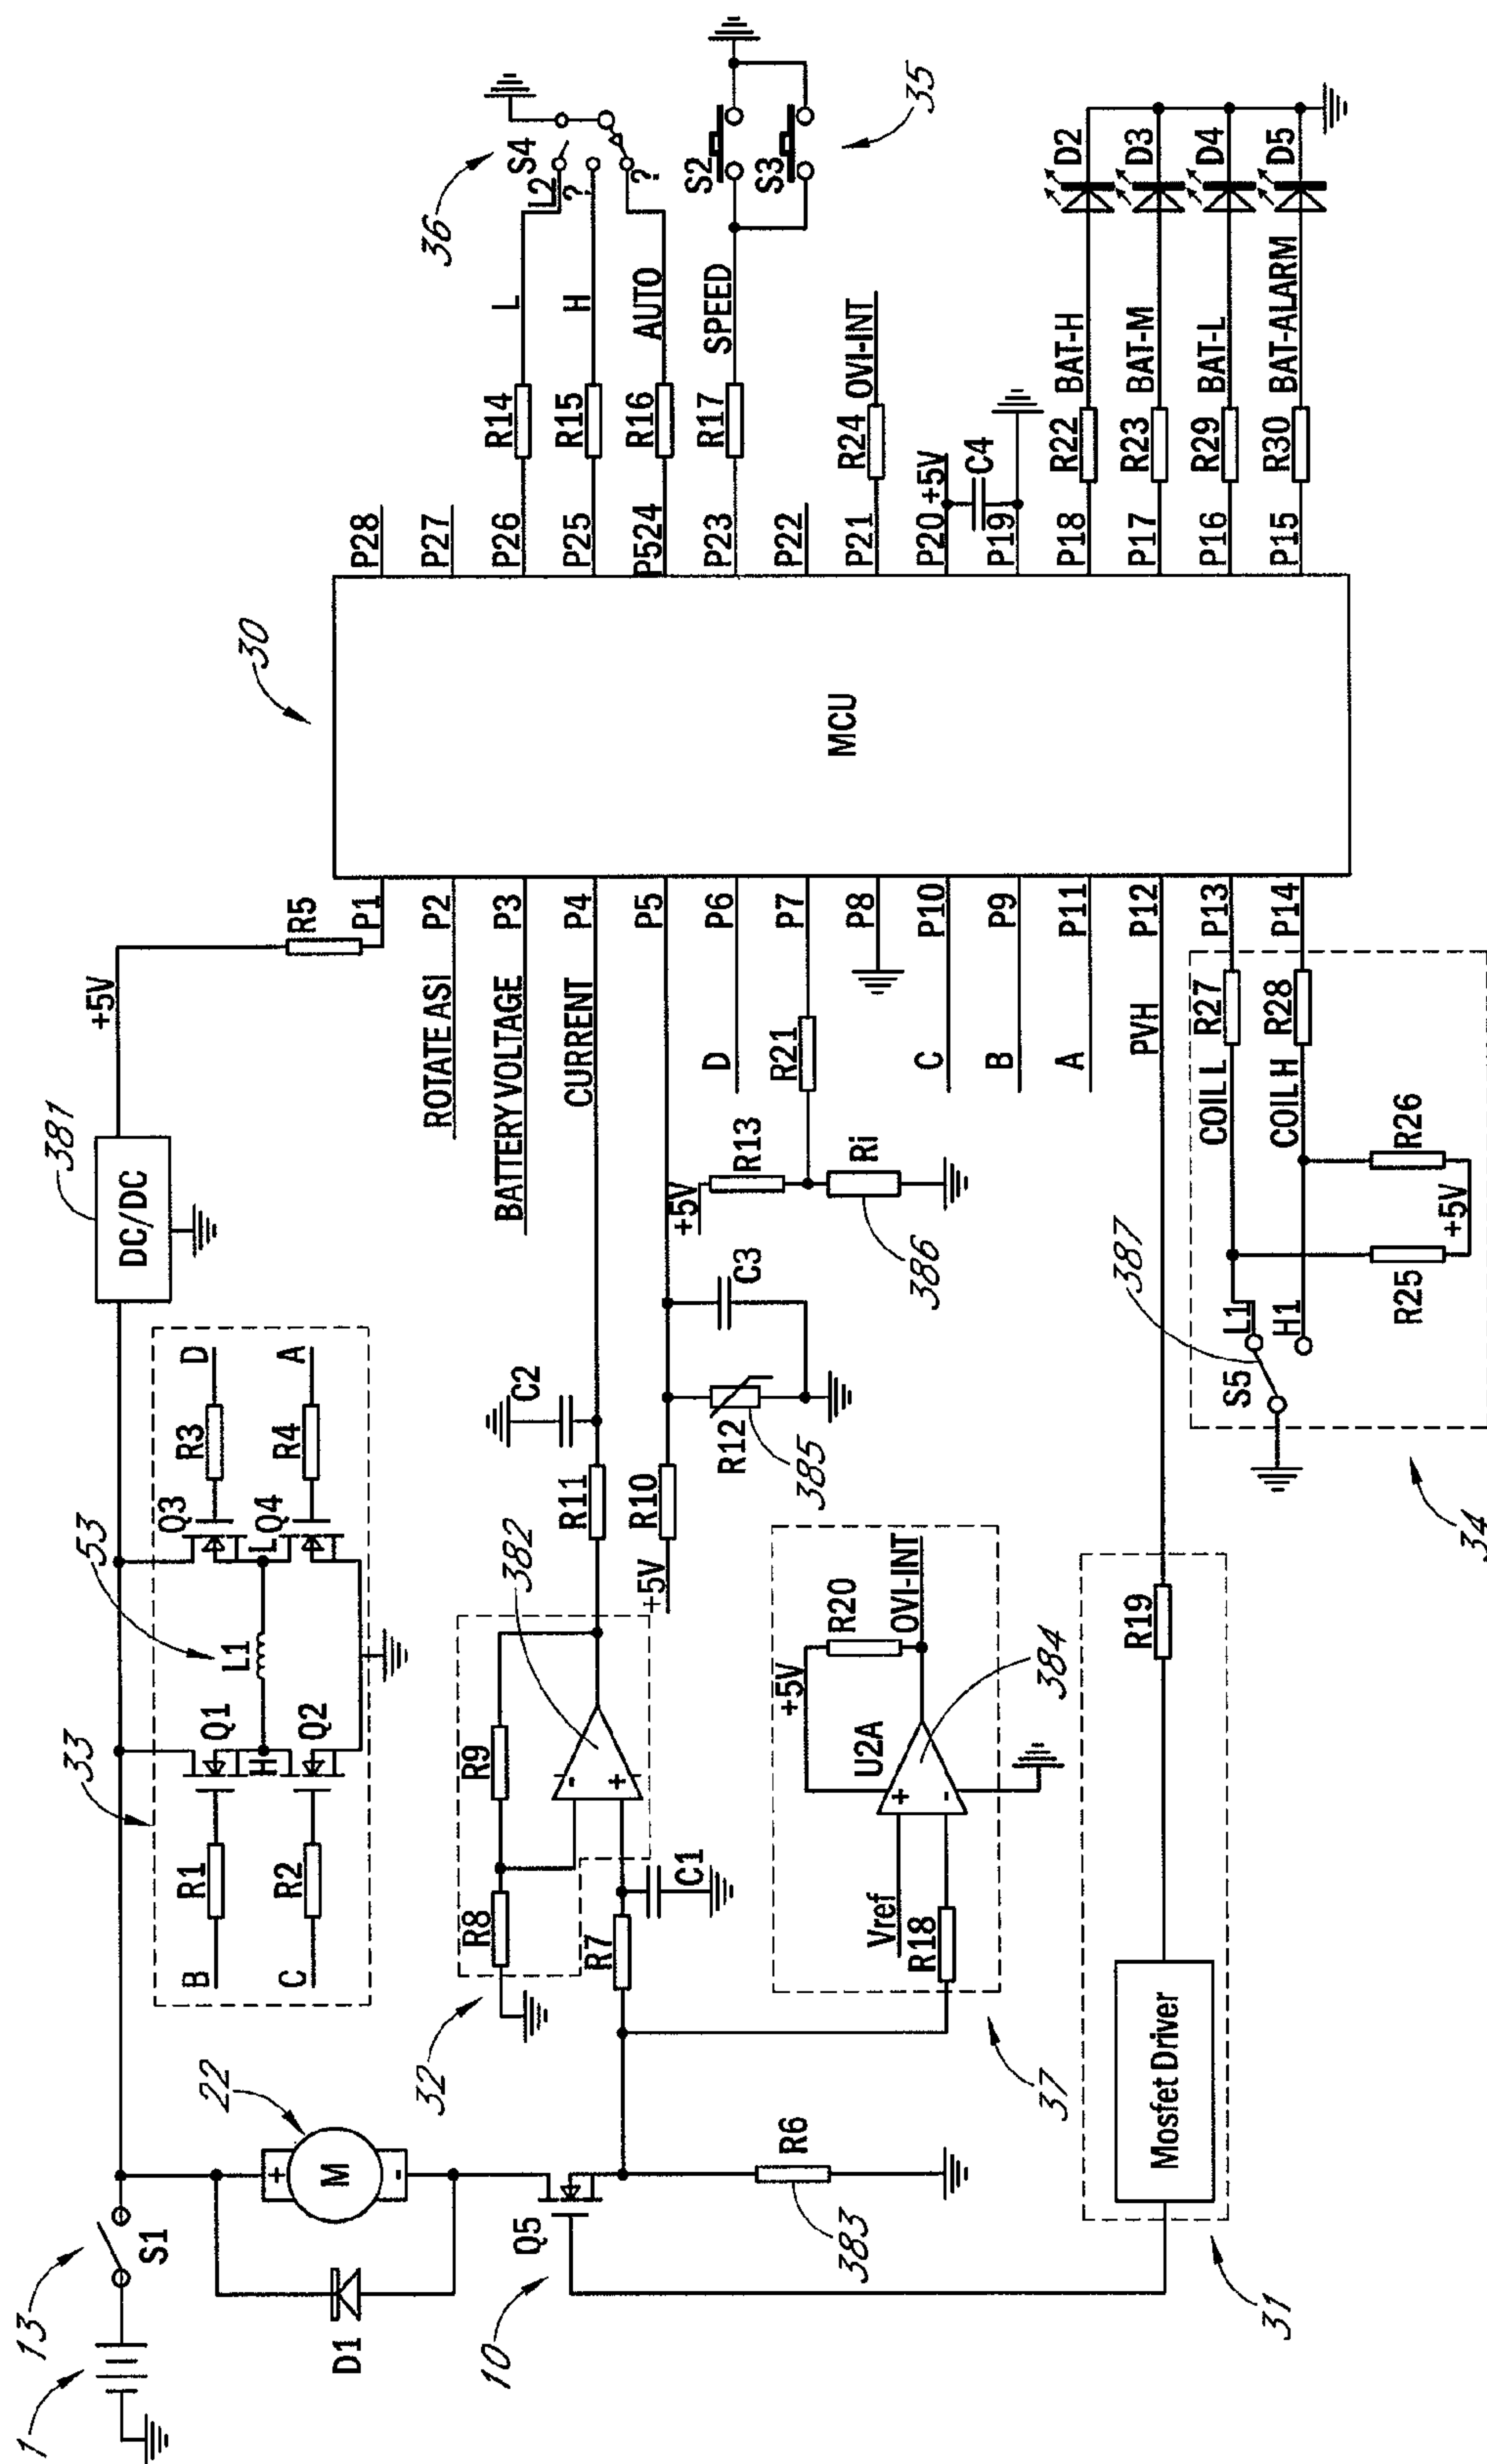 1
13
S1
D1
22
+
M
-
Q5
10
R6
383
33
53
B
R1
Q1
H
C
R2
Q2
L1
Q3
R3
D
L
Q4
R4
A
381
DC/DC
+5V
R5
32
R8
R9
-
+
382
R7
C1
R11
C2
+5V
R10
R12
385
C3
+5V
R13
Ri
386
R21
37
Vref
R18
U2A
+
-
384
+5V
R20
OVI-INT
31
Mosfet Driver
R19
PVH
34
S5
387
L1
H1
COIL L
COIL H
R27
R28
R25
+5V
R26
ROTATE ASI
BATTERY VOLTAGE
CURRENT
D
C
B
A
P1
P2
P3
P4
P5
P6
P7
P8
P10
P9
P11
P12
P13
P14
30
MCU
P28
P27
P26
P25
P524
P23
P22
P21
P20
P19
P18
P17
P16
P15
R14
L
L2
R15
H
?
R16
AUTO
?
S4
36
R17
SPEED
S2
S3
35
R24
OVI-INT
+5V
C4
R22
BAT-H
D2
R23
BAT-M
D3
R29
BAT-L
D4
R30
BAT-ALARM
D5